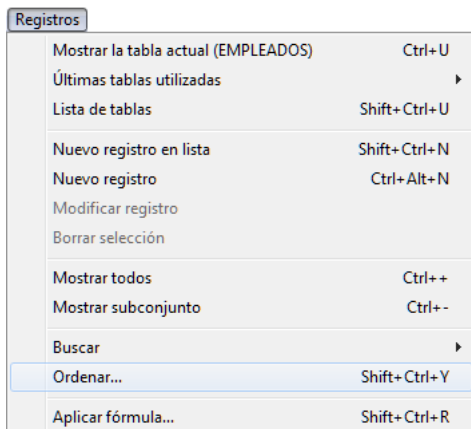 Registros
Mostrar la tabla actual (EMPLEADOS) Ctrl+U
Últimas tablas utilizadas
Lista de tablas Shift+Ctrl+U
Nuevo registro en lista Shift+Ctrl+N
Nuevo registro Ctrl+Alt+N
Modificar registro
Borrar selección
Mostrar todos Ctrl++
Mostrar subconjunto Ctrl+-
Buscar
Ordenar... Shift+Ctrl+Y
Aplicar fórmula... Shift+Ctrl+R